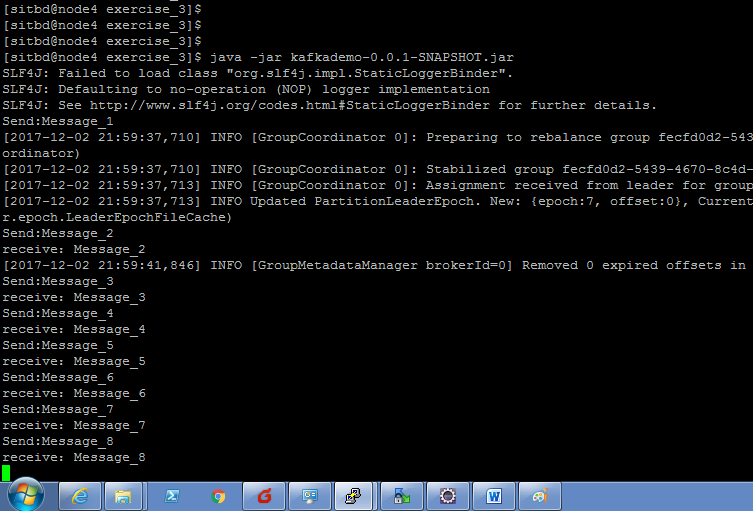 [sitbd@node4 exercise_3]$
[sitbd@node4 exercise_3]$
[sitbd@node4 exercise_3]$
[sitbd@node4 exercise_3]$ java -jar kafkademo-0.0.1-SNAPSHOT.jar
SLF4J: Failed to load class "org.slf4j.impl.StaticLoggerBinder".
SLF4J: Defaulting to no-operation (NOP) logger implementation
SLF4J: See http://www.slf4j.org/codes.html#StaticLoggerBinder for further details.
Send:Message_1
[2017-12-02 21:59:37,710] INFO [GroupCoordinator 0]: Preparing to rebalance group fecfd0d2-543
ordinator)
[2017-12-02 21:59:37,710] INFO [GroupCoordinator 0]: Stabilized group fecfd0d2-5439-4670-8c4d-
[2017-12-02 21:59:37,713] INFO [GroupCoordinator 0]: Assignment received from leader for group
[2017-12-02 21:59:37,713] INFO Updated PartitionLeaderEpoch. New: {epoch:7, offset:0}, Current
r.epoch.LeaderEpochFileCache)
Send:Message_2
receive: Message_2
[2017-12-02 21:59:41,846] INFO [GroupMetadataManager brokerId=0] Removed 0 expired offsets in
Send:Message_3
receive: Message_3
Send:Message_4
receive: Message_4
Send:Message_5
receive: Message_5
Send:Message_6
receive: Message_6
Send:Message_7
receive: Message_7
Send:Message_8
receive: Message_8